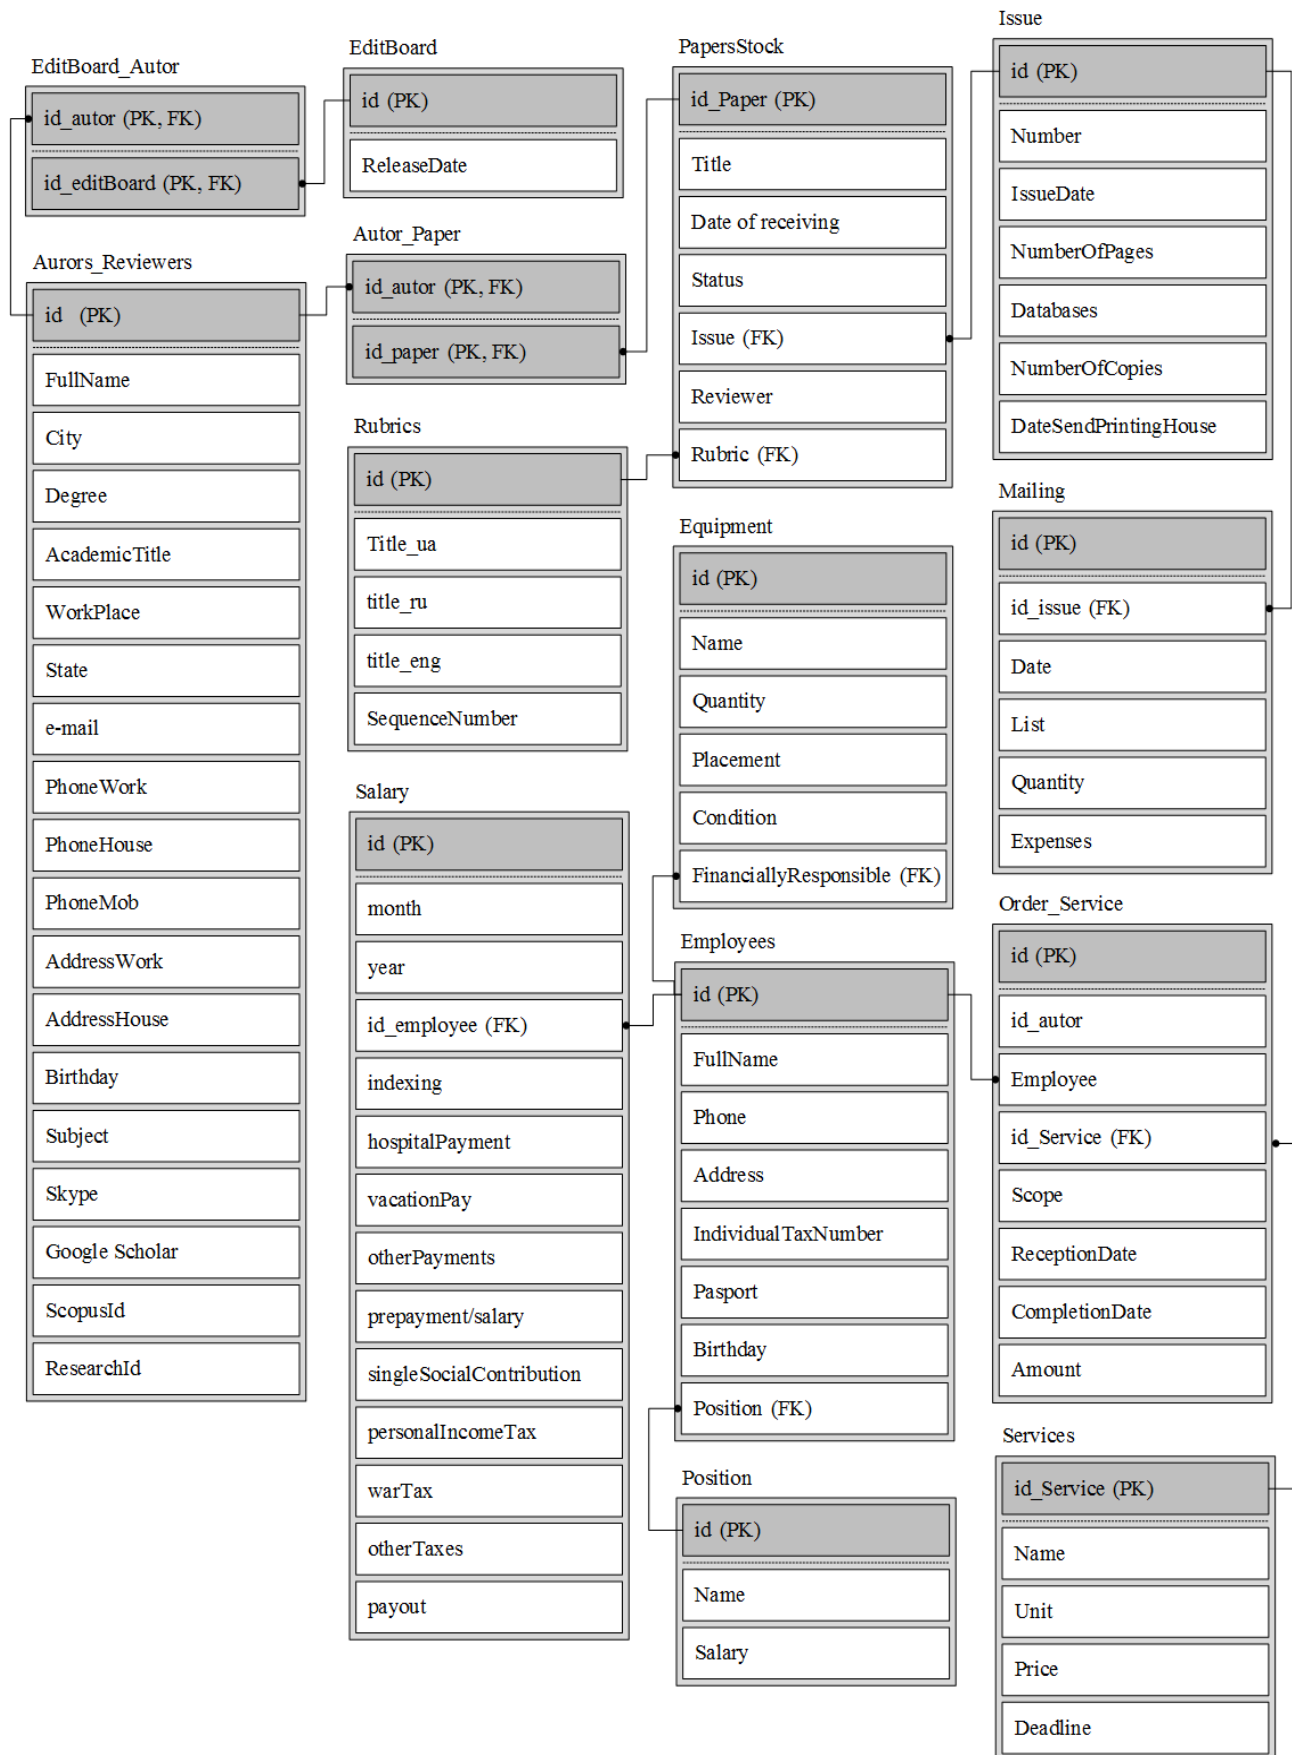 EditBoard_Autor
id_autor (PK, FK)
id_editBoard (PK, FK)
Aurors_Reviewers
id (PK)
FullName
City
Degree
AcademicTitle
WorkPlace
State
e-mail
PhoneWork
PhoneHouse
PhoneMob
AddressWork
AddressHouse
Birthday
Subject
Skype
Google Scholar
ScopusId
ResearchId
EditBoard
id (PK)
ReleaseDate
Autor_Paper
id_autor (PK, FK)
id_paper (PK, FK)
Rubrics
id (PK)
Title_ua
title_ru
title_eng
SequenceNumber
Salary
id (PK)
month
year
id_employee (FK)
indexing
hospitalPayment
vacationPay
otherPayments
prepayment/salary
singleSocialContribution
personalIncomeTax
warTax
otherTaxes
payout
PapersStock
id_Paper (PK)
Title
Date of receiving
Status
Issue (FK)
Reviewer
Rubric (FK)
Equipment
id (PK)
Name
Quantity
Placement
Condition
FinanciallyResponsible (FK)
Employees
id (PK)
FullName
Phone
Address
IndividualTaxNumber
Pasport
Birthday
Position (FK)
Position
id (PK)
Name
Salary
Issue
id (PK)
Number
IssueDate
NumberOfPages
Databases
NumberOfCopies
DateSendPrintingHouse
Mailing
id (PK)
id_issue (FK)
Date
List
Quantity
Expenses
Order_Service
id (PK)
id_autor
Employee
id_Service (FK)
Scope
ReceptionDate
CompletionDate
Amount
Services
id_Service (PK)
Name
Unit
Price
Deadline